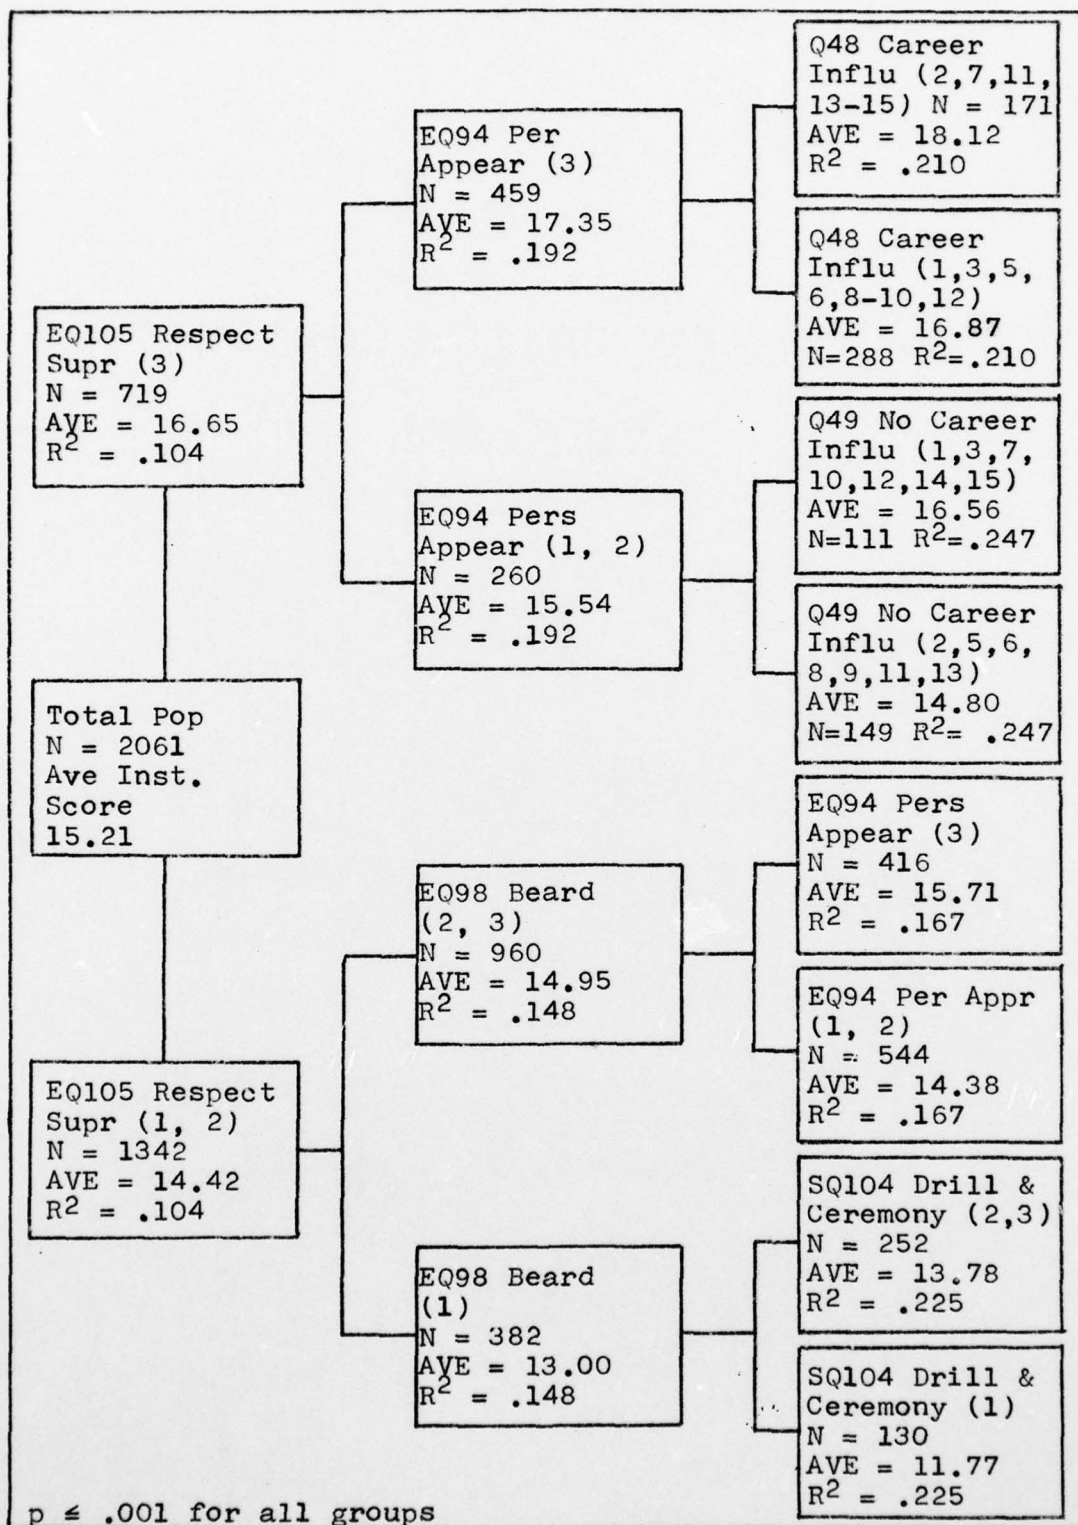 Q48 Career
Influ (2,7,11,
13-15) N = 171
AVE = 18.12
R² = .210
EQ94 Per
Appear (3)
N = 459
AVE = 17.35
R² = .192
Q48 Career
Influ (1,3,5,
6,8-10,12)
AVE = 16.87
N=288 R²=.210
EQ105 Respect
Supr (3)
N = 719
AVE = 16.65
R² = .104
Q49 No Career
Influ (1,3,7,
10,12,14,15)
AVE = 16.56
N=111 R²=.247
EQ94 Pers
Appear (1, 2)
N = 260
AVE = 15.54
R² = .192
Q49 No Career
Influ (2,5,6,
8,9,11,13)
AVE = 14.80
N=149 R²= .247
Total Pop
N = 2061
Ave Inst.
Score
15.21
EQ94 Pers
Appear (3)
N = 416
AVE = 15.71
R² = .167
EQ98 Beard
(2, 3)
N = 960
AVE = 14.95
R² = .148
EQ94 Per Appr
(1, 2)
N = 544
AVE = 14.38
R² = .167
EQ105 Respect
Supr (1, 2)
N = 1342
AVE = 14.42
R² = .104
SQ104 Drill &
Ceremony (2,3)
N = 252
AVE = 13.78
R² = .225
EQ98 Beard
(1)
N = 382
AVE = 13.00
R² = .148
SQ104 Drill &
Ceremony (1)
N = 130
AVE = 11.77
R² = .225
p ≤ .001 for all groups